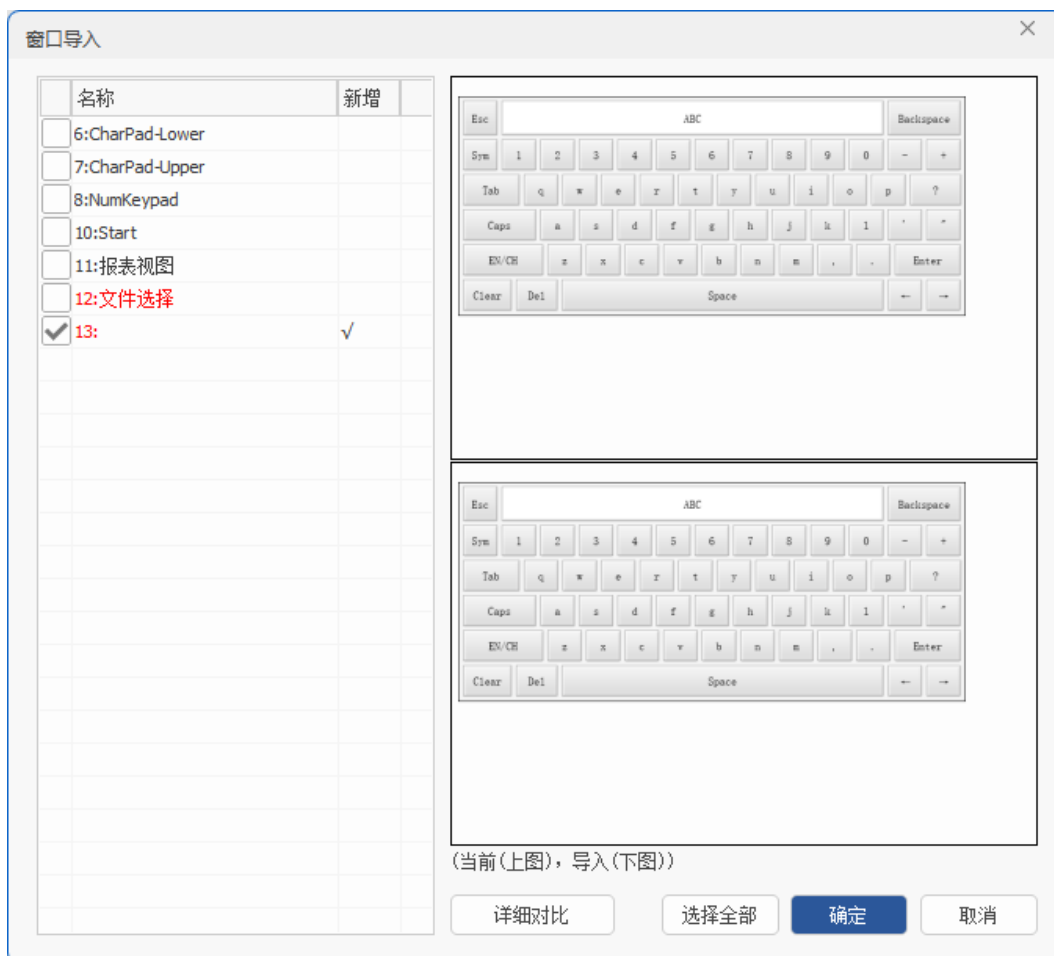 窗口导入
名称 新增
6:CharPad-Lower
7:CharPad-Upper
8:NumKeypad
10:Start
11:报表视图
12:文件选择
13: √
Esc ABC Backspace
Sym 1 2 3 4 5 6 7 8 9 0 - +
Tab q w e r t y u i o p ?
Caps a s d f g h j k l ' "
EN/CH z x c v b n m , . Enter
Clear Del Space ← →
Esc ABC Backspace
Sym 1 2 3 4 5 6 7 8 9 0 - +
Tab q w e r t y u i o p ?
Caps a s d f g h j k l ' "
EN/CH z x c v b n m , . Enter
Clear Del Space ← →
(当前(上图)，导入(下图))
详细对比 选择全部 确定 取消